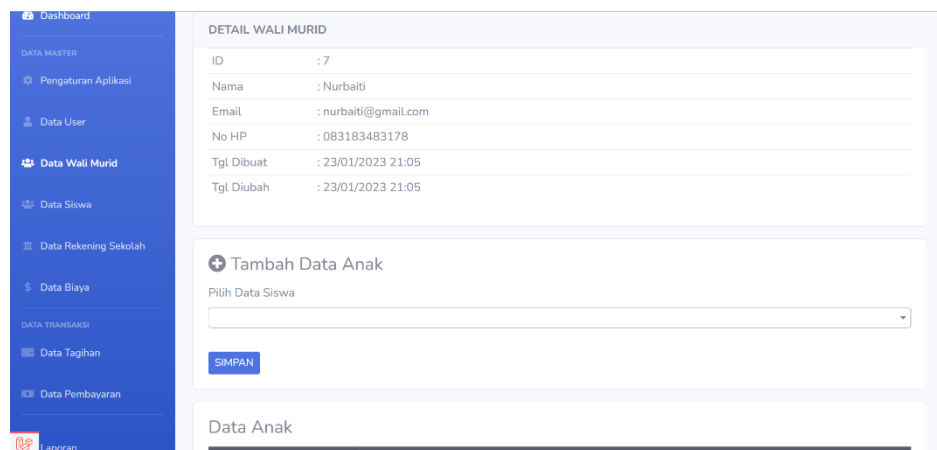 Dashboard
DATA MASTER
Pengaturan Aplikasi
Data User
Data Wali Murid
Data Siswa
Data Rekening Sekolah
$ Data Biaya
DATA TRANSAKSI
Data Tagihan
Data Pembayaran
Laporan
DETAIL WALI MURID
ID : 7
Nama : Nurbaiti
Email : nurbaiti@gmail.com
No HP : 083183483178
Tgl Dibuat : 23/01/2023 21:05
Tgl Diubah : 23/01/2023 21:05
Tambah Data Anak
Pilih Data Siswa
SIMPAN
Data Anak